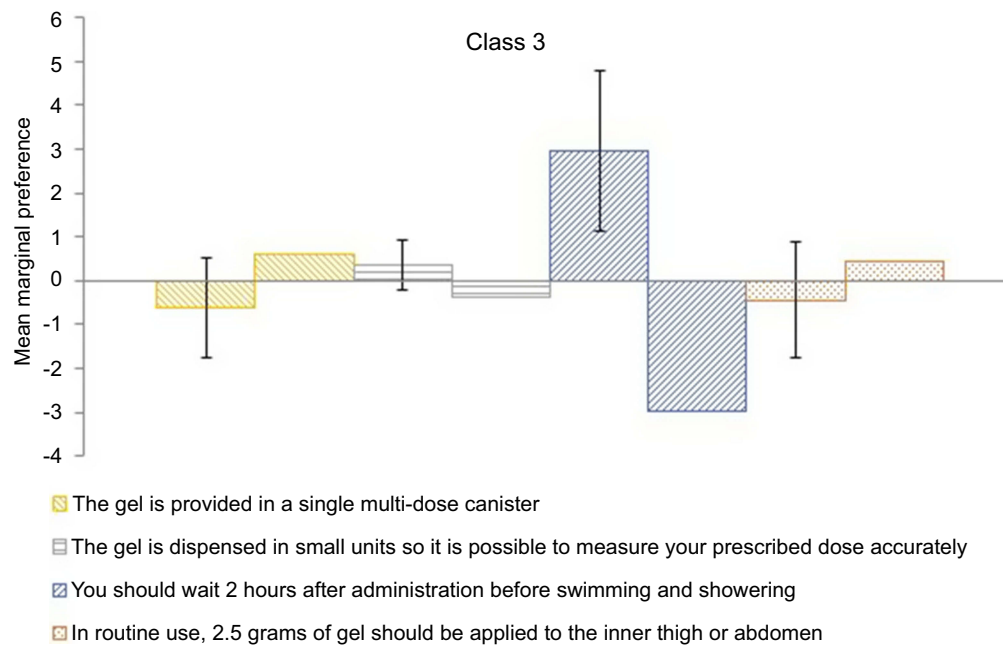 Class 3
Mean marginal preference
6
5
4
3
2
1
0
-1
-2
-3
-4
The gel is provided in a single multi-dose canister
The gel is dispensed in small units so it is possible to measure your prescribed dose accurately
You should wait 2 hours after administration before swimming and showering
In routine use, 2.5 grams of gel should be applied to the inner thigh or abdomen